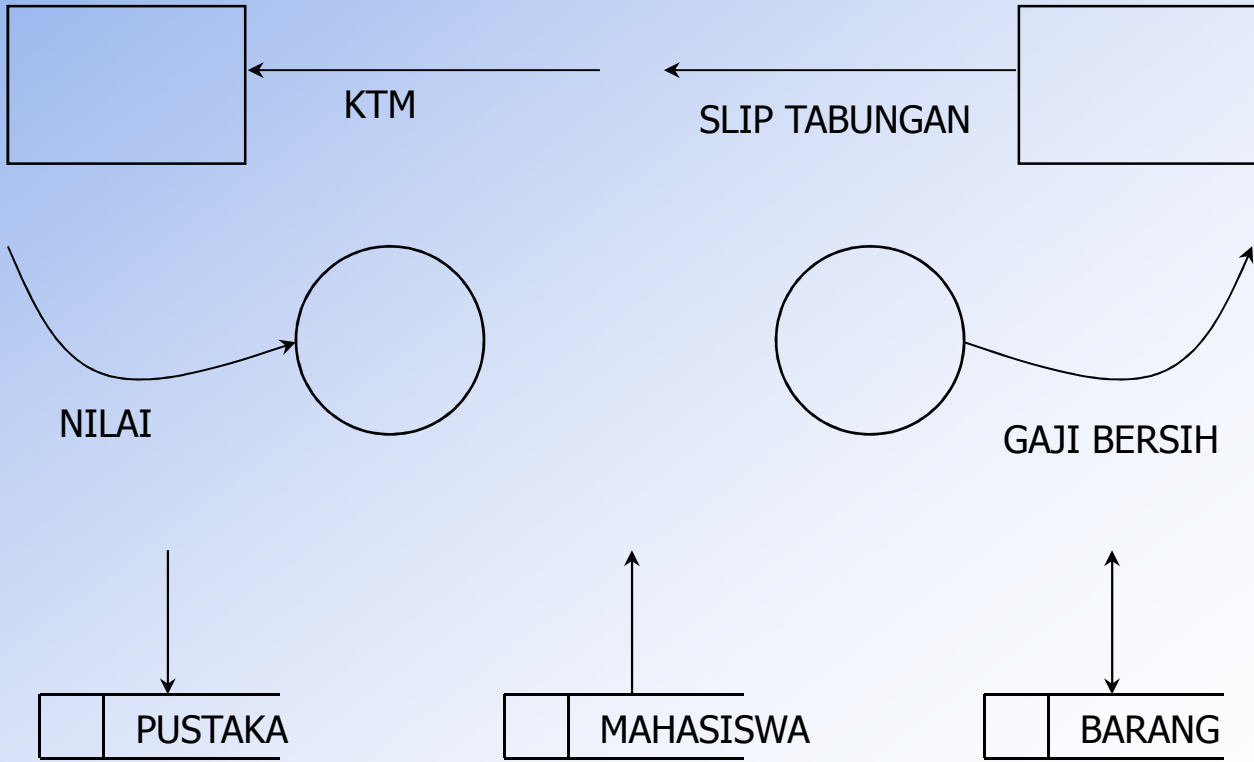 KTM
SLIP TABUNGAN
NILAI
GAJI BERSIH
PUSTAKA
MAHASISWA
BARANG